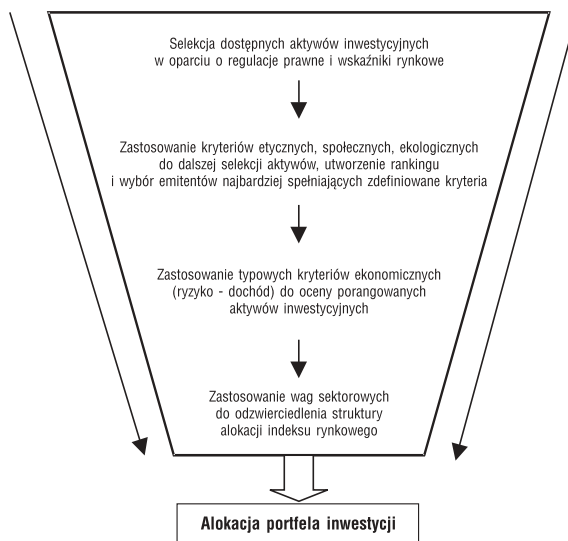 Selekcja dostępnych aktywów inwestycyjnych
w oparciu o regulacje prawne i wskaźniki rynkowe
Zastosowanie kryteriów etycznych, społecznych, ekologicznych
do dalszej selekcji aktywów, utworzenie rankingu
i wybór emitentów najbardziej spełniających zdefiniowane kryteria
Zastosowanie typowych kryteriów ekonomicznych
(ryzyko - dochód) do oceny porangowanych
aktywów inwestycyjnych
Zastosowanie wag sektorowych
do odzwierciedlenia struktury
alokacji indeksu rynkowego
Alokacja portfela inwestycji